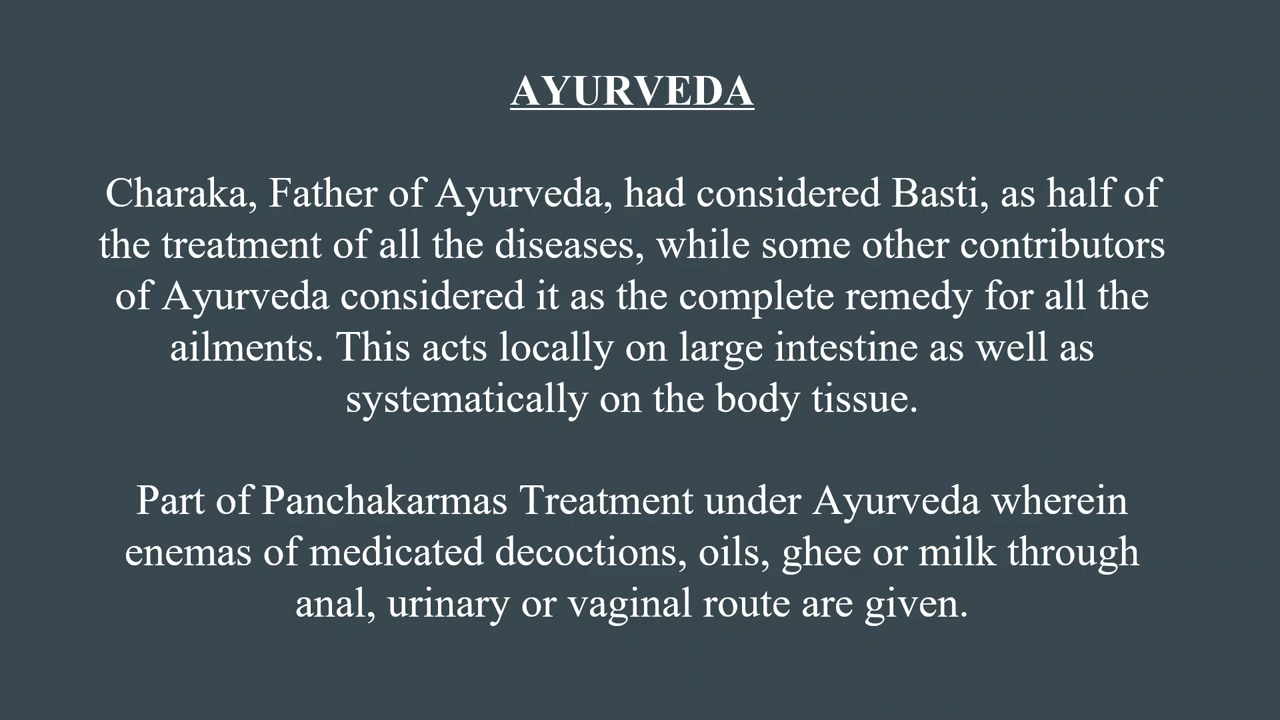 AYURVEDA
Charaka, Father of Ayurveda, had considered Basti, as half of
the treatment of all the diseases, while some other contributors
of Ayurveda considered it as the complete remedy for all the
ailments. This acts locally on large intestine as well as
systematically on the body tissue.
Part of Panchakarmas Treatment under Ayurveda wherein
enemas of medicated decoctions, oils, ghee or milk through
anal, urinary or vaginal route are given.